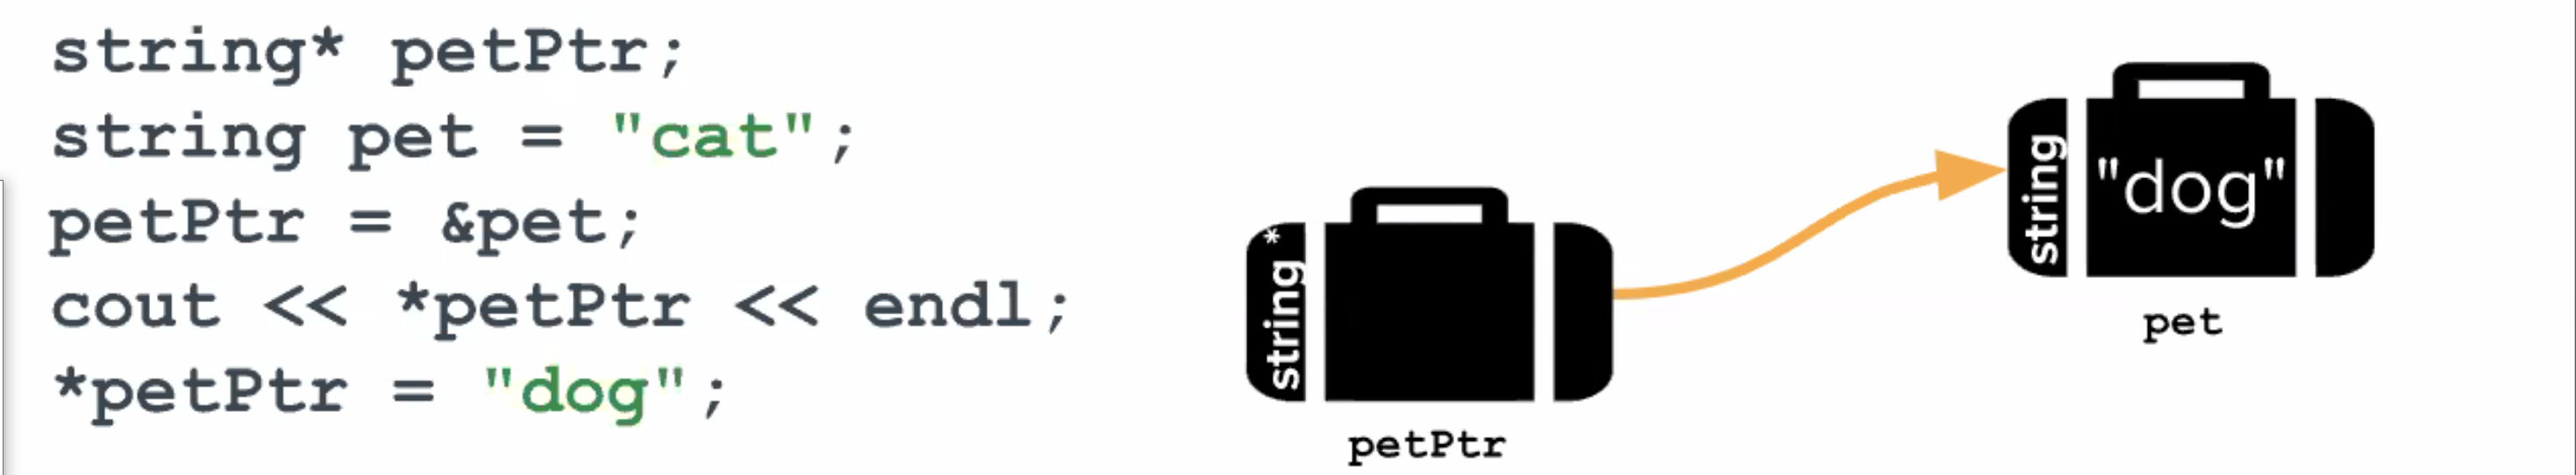 string* petPtr;
string pet = "cat";
petPtr = &pet;
cout << *petPtr << endl;
*petPtr = "dog";
string *
petPtr
string
"dog"
pet